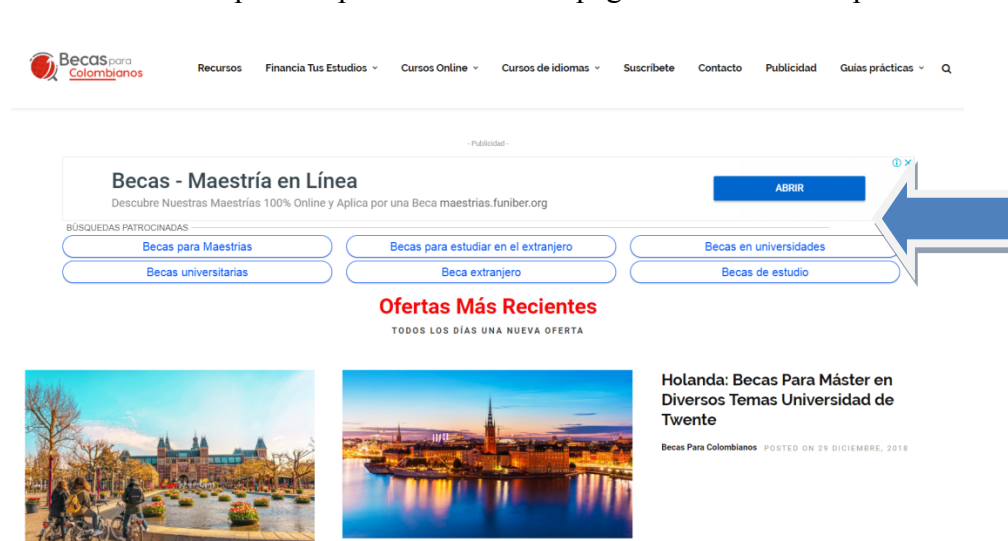 Becas para
Colombianos
Recursos Financia Tus Estudios Cursos Online Cursos de idiomas Suscríbete Contacto Publicidad Guías prácticas
- Publicidad -
Becas - Maestría en Línea
Descubre Nuestras Maestrías 100% Online y Aplica por una Beca maestrias.funiber.org
ABRIR
BÚSQUEDAS PATROCINADAS
Becas para Maestrias Becas para estudiar en el extranjero Becas en universidades
Becas universitarias Beca extranjero Becas de estudio
Ofertas Más Recientes
TODOS LOS DÍAS UNA NUEVA OFERTA
Holanda: Becas Para Máster en
Diversos Temas Universidad de
Twente
Becas Para Colombianos POSTED ON 29 DICIEMBRE, 2018